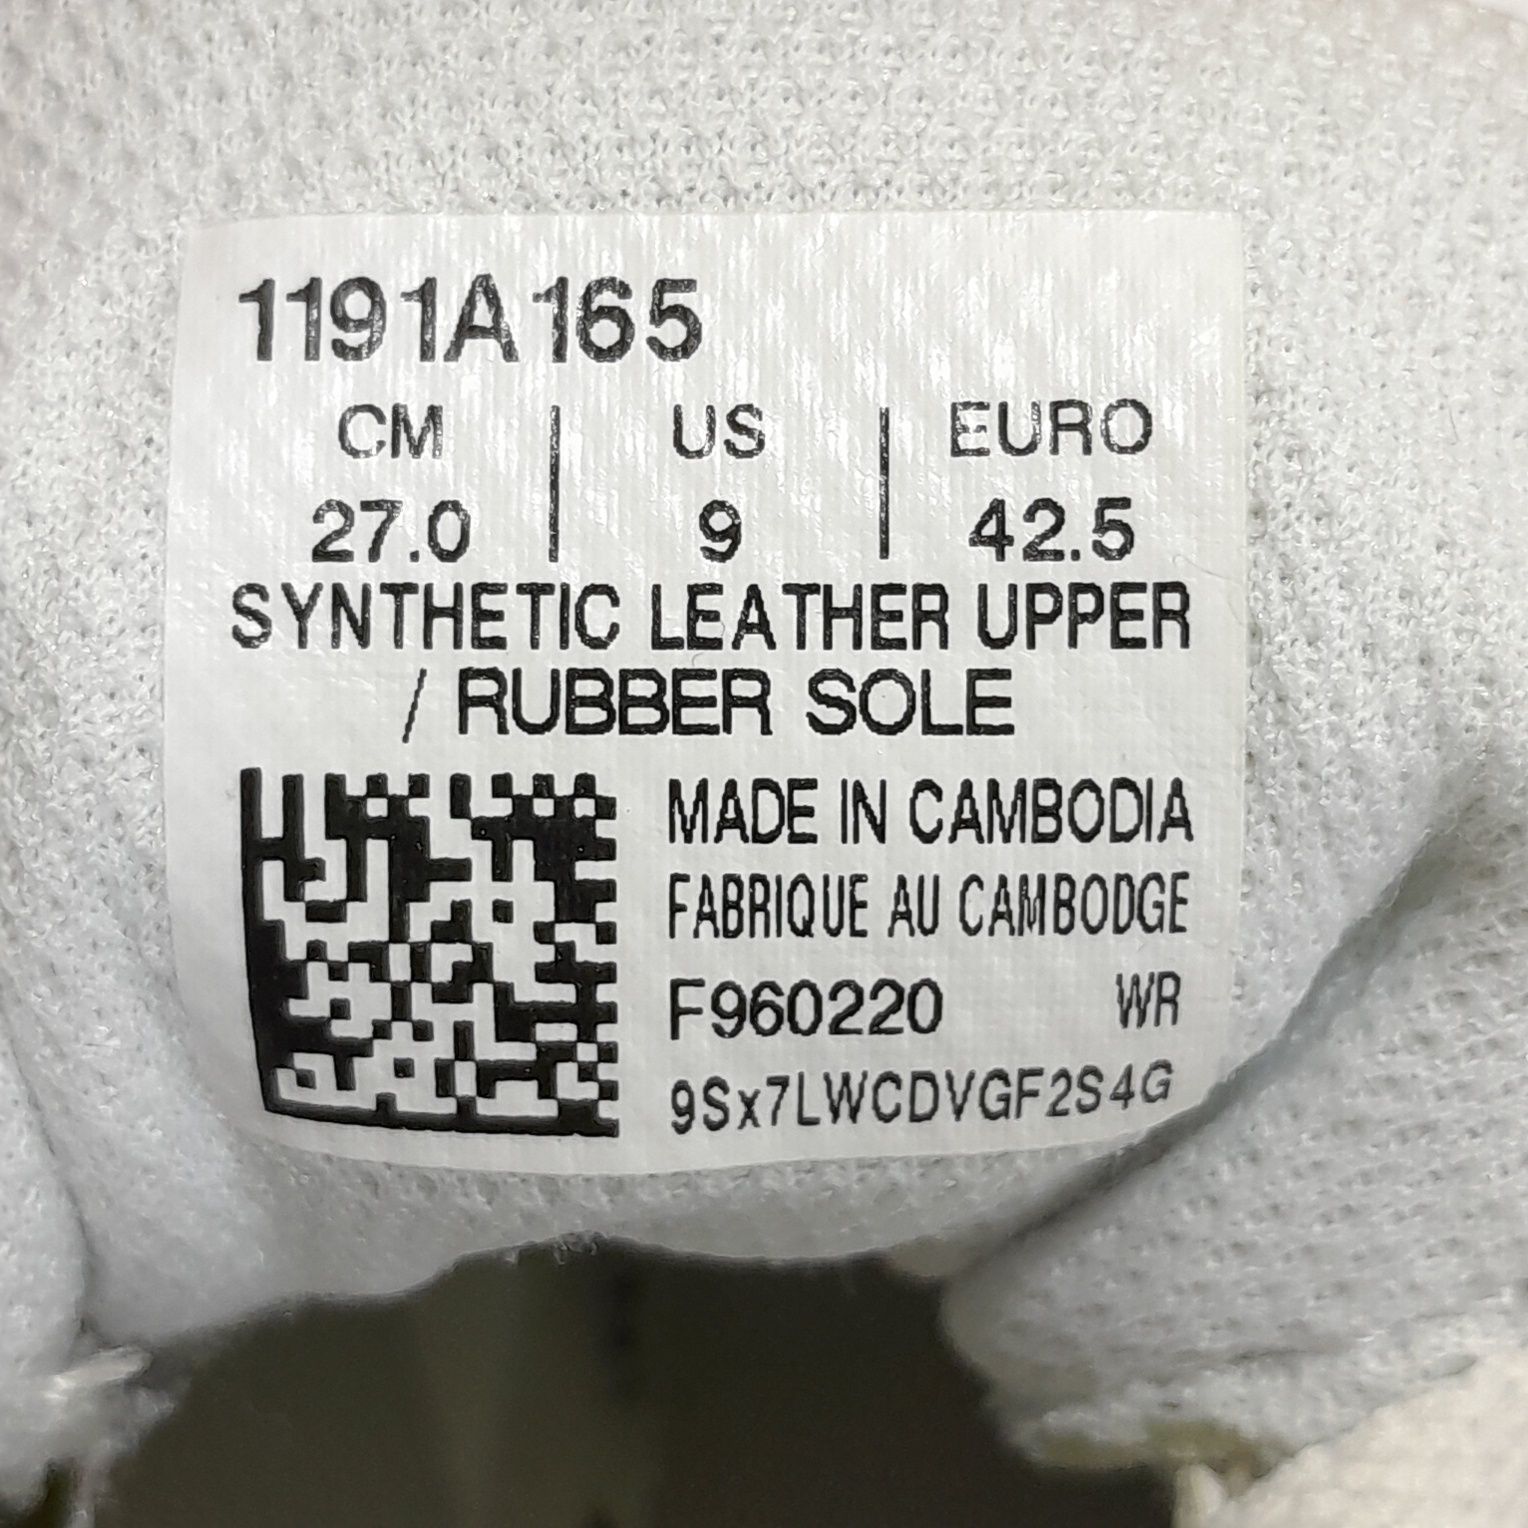 1191A165
CM | US | EURO
27.0 | 9 | 42.5
SYNTHETIC LEATHER UPPER
/ RUBBER SOLE
MADE IN CAMBODIA
FABRIQUE AU CAMBODGE
F960220 WR
9Sx7LWCDVGF2S4G